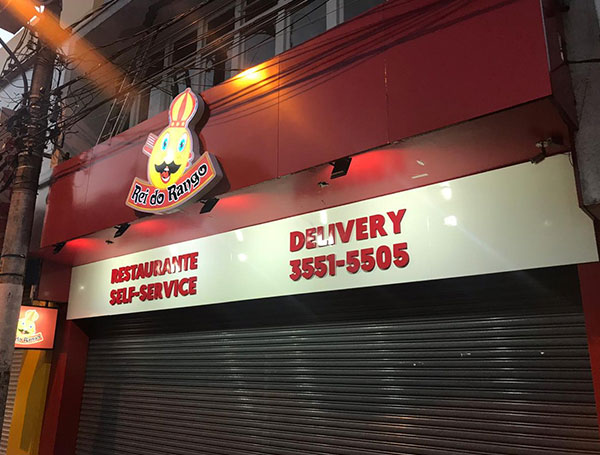 Rei do Rango
RESTAURANTE
SELF-SERVICE
DELIVERY
3551-5505